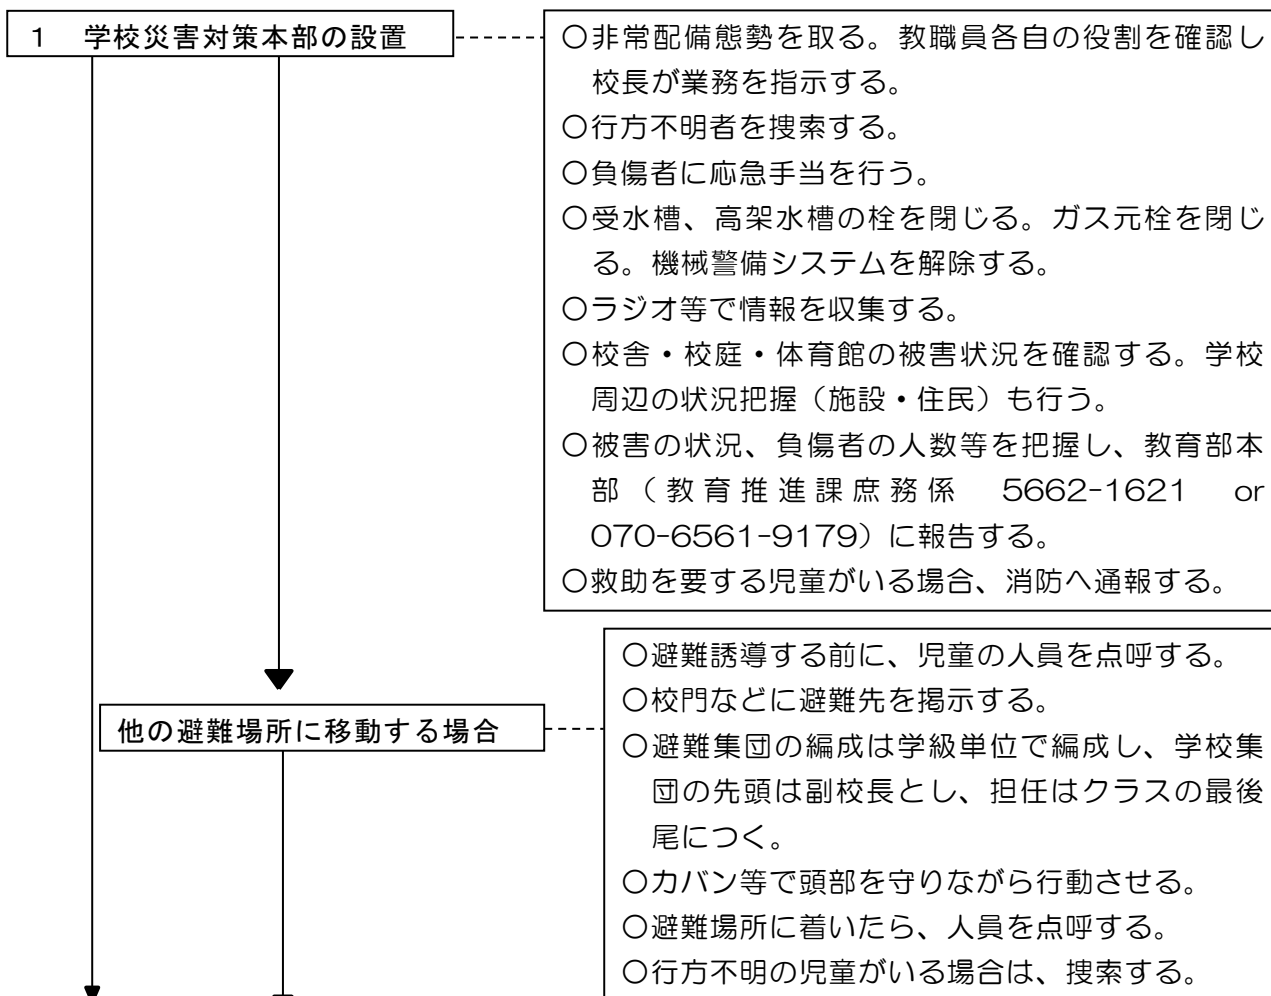 １　学校災害対策本部の設置
〇非常配備態勢を取る。教職員各自の役割を確認し
校長が業務を指示する。
〇行方不明者を捜索する。
〇負傷者に応急手当を行う。
〇受水槽、高架水槽の栓を閉じる。ガス元栓を閉じ
る。機械警備システムを解除する。
〇ラジオ等で情報を収集する。
〇校舎・校庭・体育館の被害状況を確認する。学校
周辺の状況把握（施設・住民）も行う。
〇被害の状況、負傷者の人数等を把握し、教育部本
部（教育推進課庶務係　5662-1621　or
070-6561-9179）に報告する。
〇救助を要する児童がいる場合、消防へ通報する。
他の避難場所に移動する場合
〇避難誘導する前に、児童の人員を点呼する。
〇校門などに避難先を掲示する。
〇避難集団の編成は学級単位で編成し、学校集
団の先頭は副校長とし、担任はクラスの最後
尾につく。
〇カバン等で頭部を守りながら行動させる。
〇避難場所に着いたら、人員を点呼する。
〇行方不明の児童がいる場合は、捜索する。